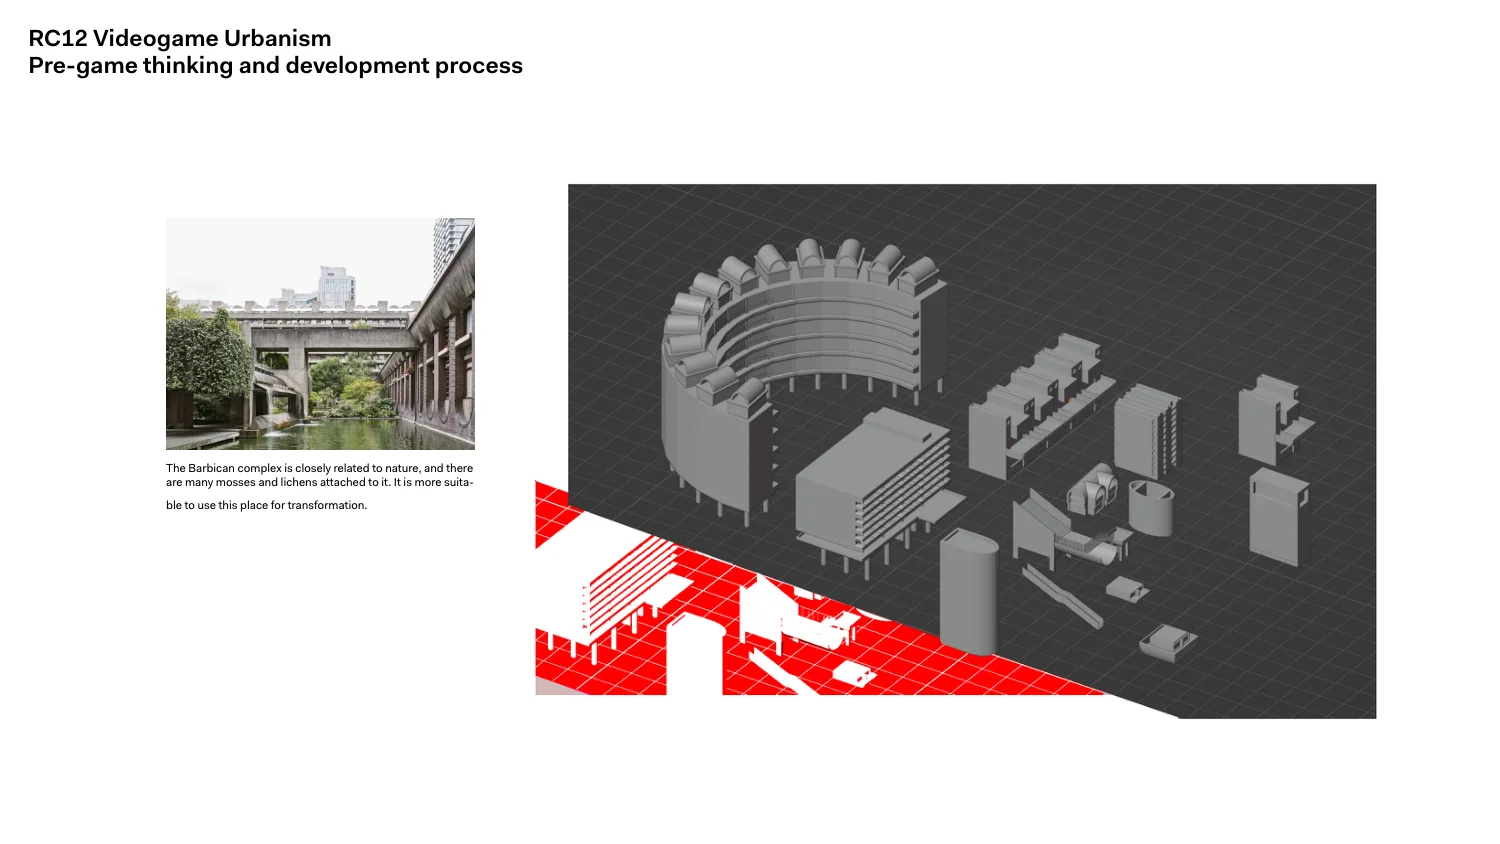 RC12 Videogame Urbanism
Pre-game thinking and development process
The Barbican complex is closely related to nature, and there
are many mosses and lichens attached to it. It is more suita-
ble to use this place for transformation.